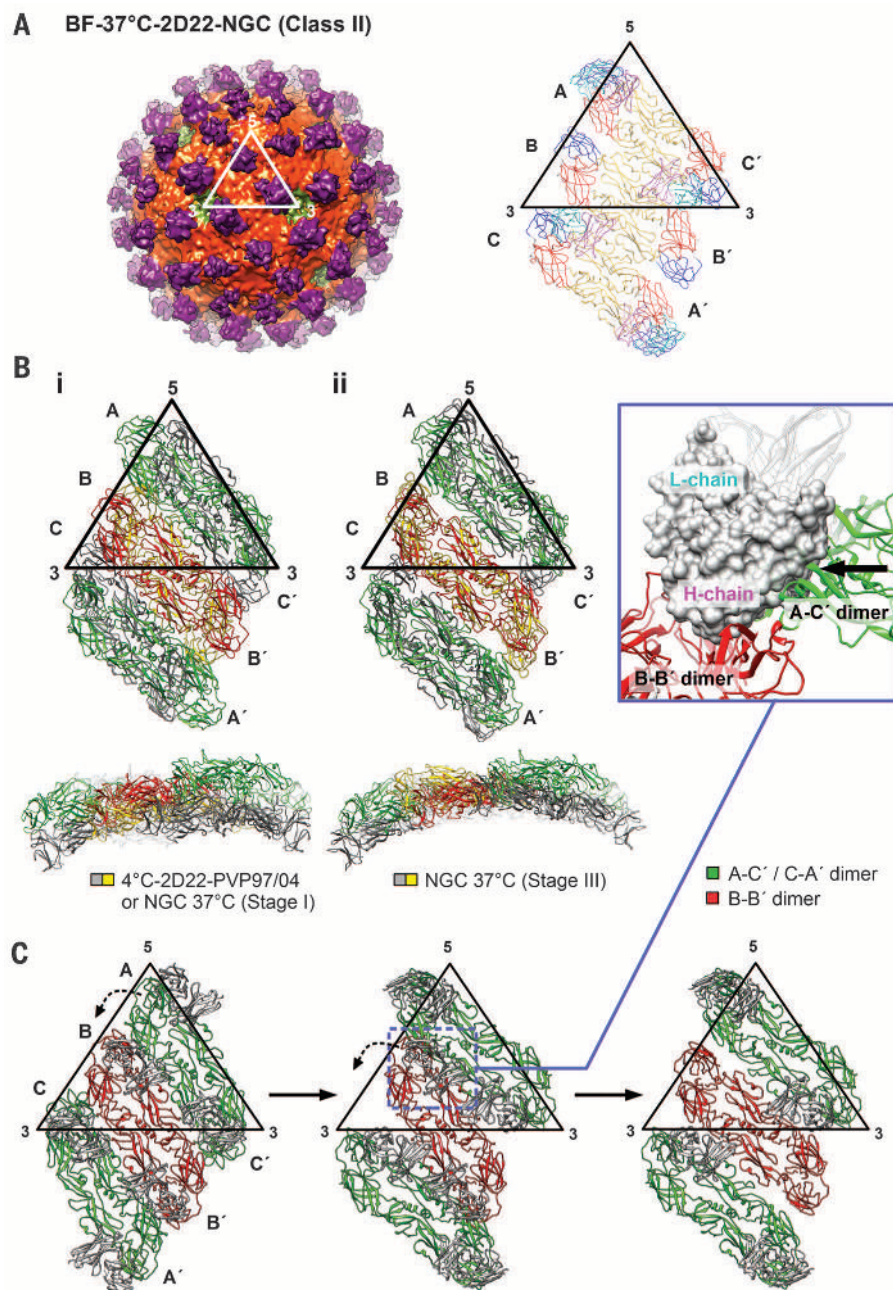 A
BF-37°C-2D22-NGC (Class II)
5
3
3
5
A
B
C´
3
3
C
B´
A´
B
i
ii
5
A
B
C
3
3
C´
B´
A´
5
A
B
C
3
3
C´
B´
A´
L-chain
H-chain
A-C´ dimer
B-B´ dimer
4°C-2D22-PVP97/04
or NGC 37°C (Stage I)
NGC 37°C (Stage III)
A-C´ / C-A´ dimer
B-B´ dimer
C
5
A
B
C
3
3
C´
B´
A´
5
3
3
5
3
3